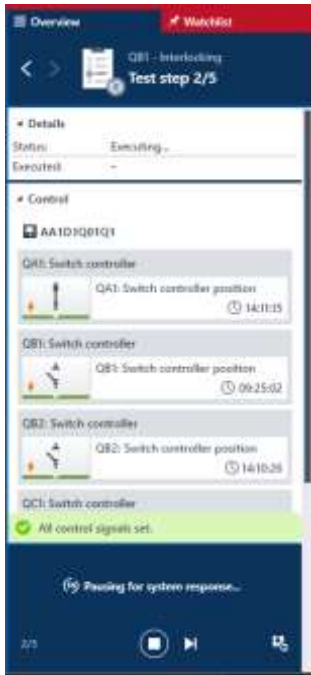 Overview
Watchlist
QB1 - Interlocking
Test step 2/5
Details
Status: Executing...
Executed: -
Control
AA1D1Q01Q1
QA1: Switch controller
QA1: Switch controller position
14:11:15
QB1: Switch controller
QB1: Switch controller position
09:25:02
QB2: Switch controller
QB2: Switch controller position
14:10:26
QC1: Switch controller
All control signals set.
Pausing for system response...
2/5